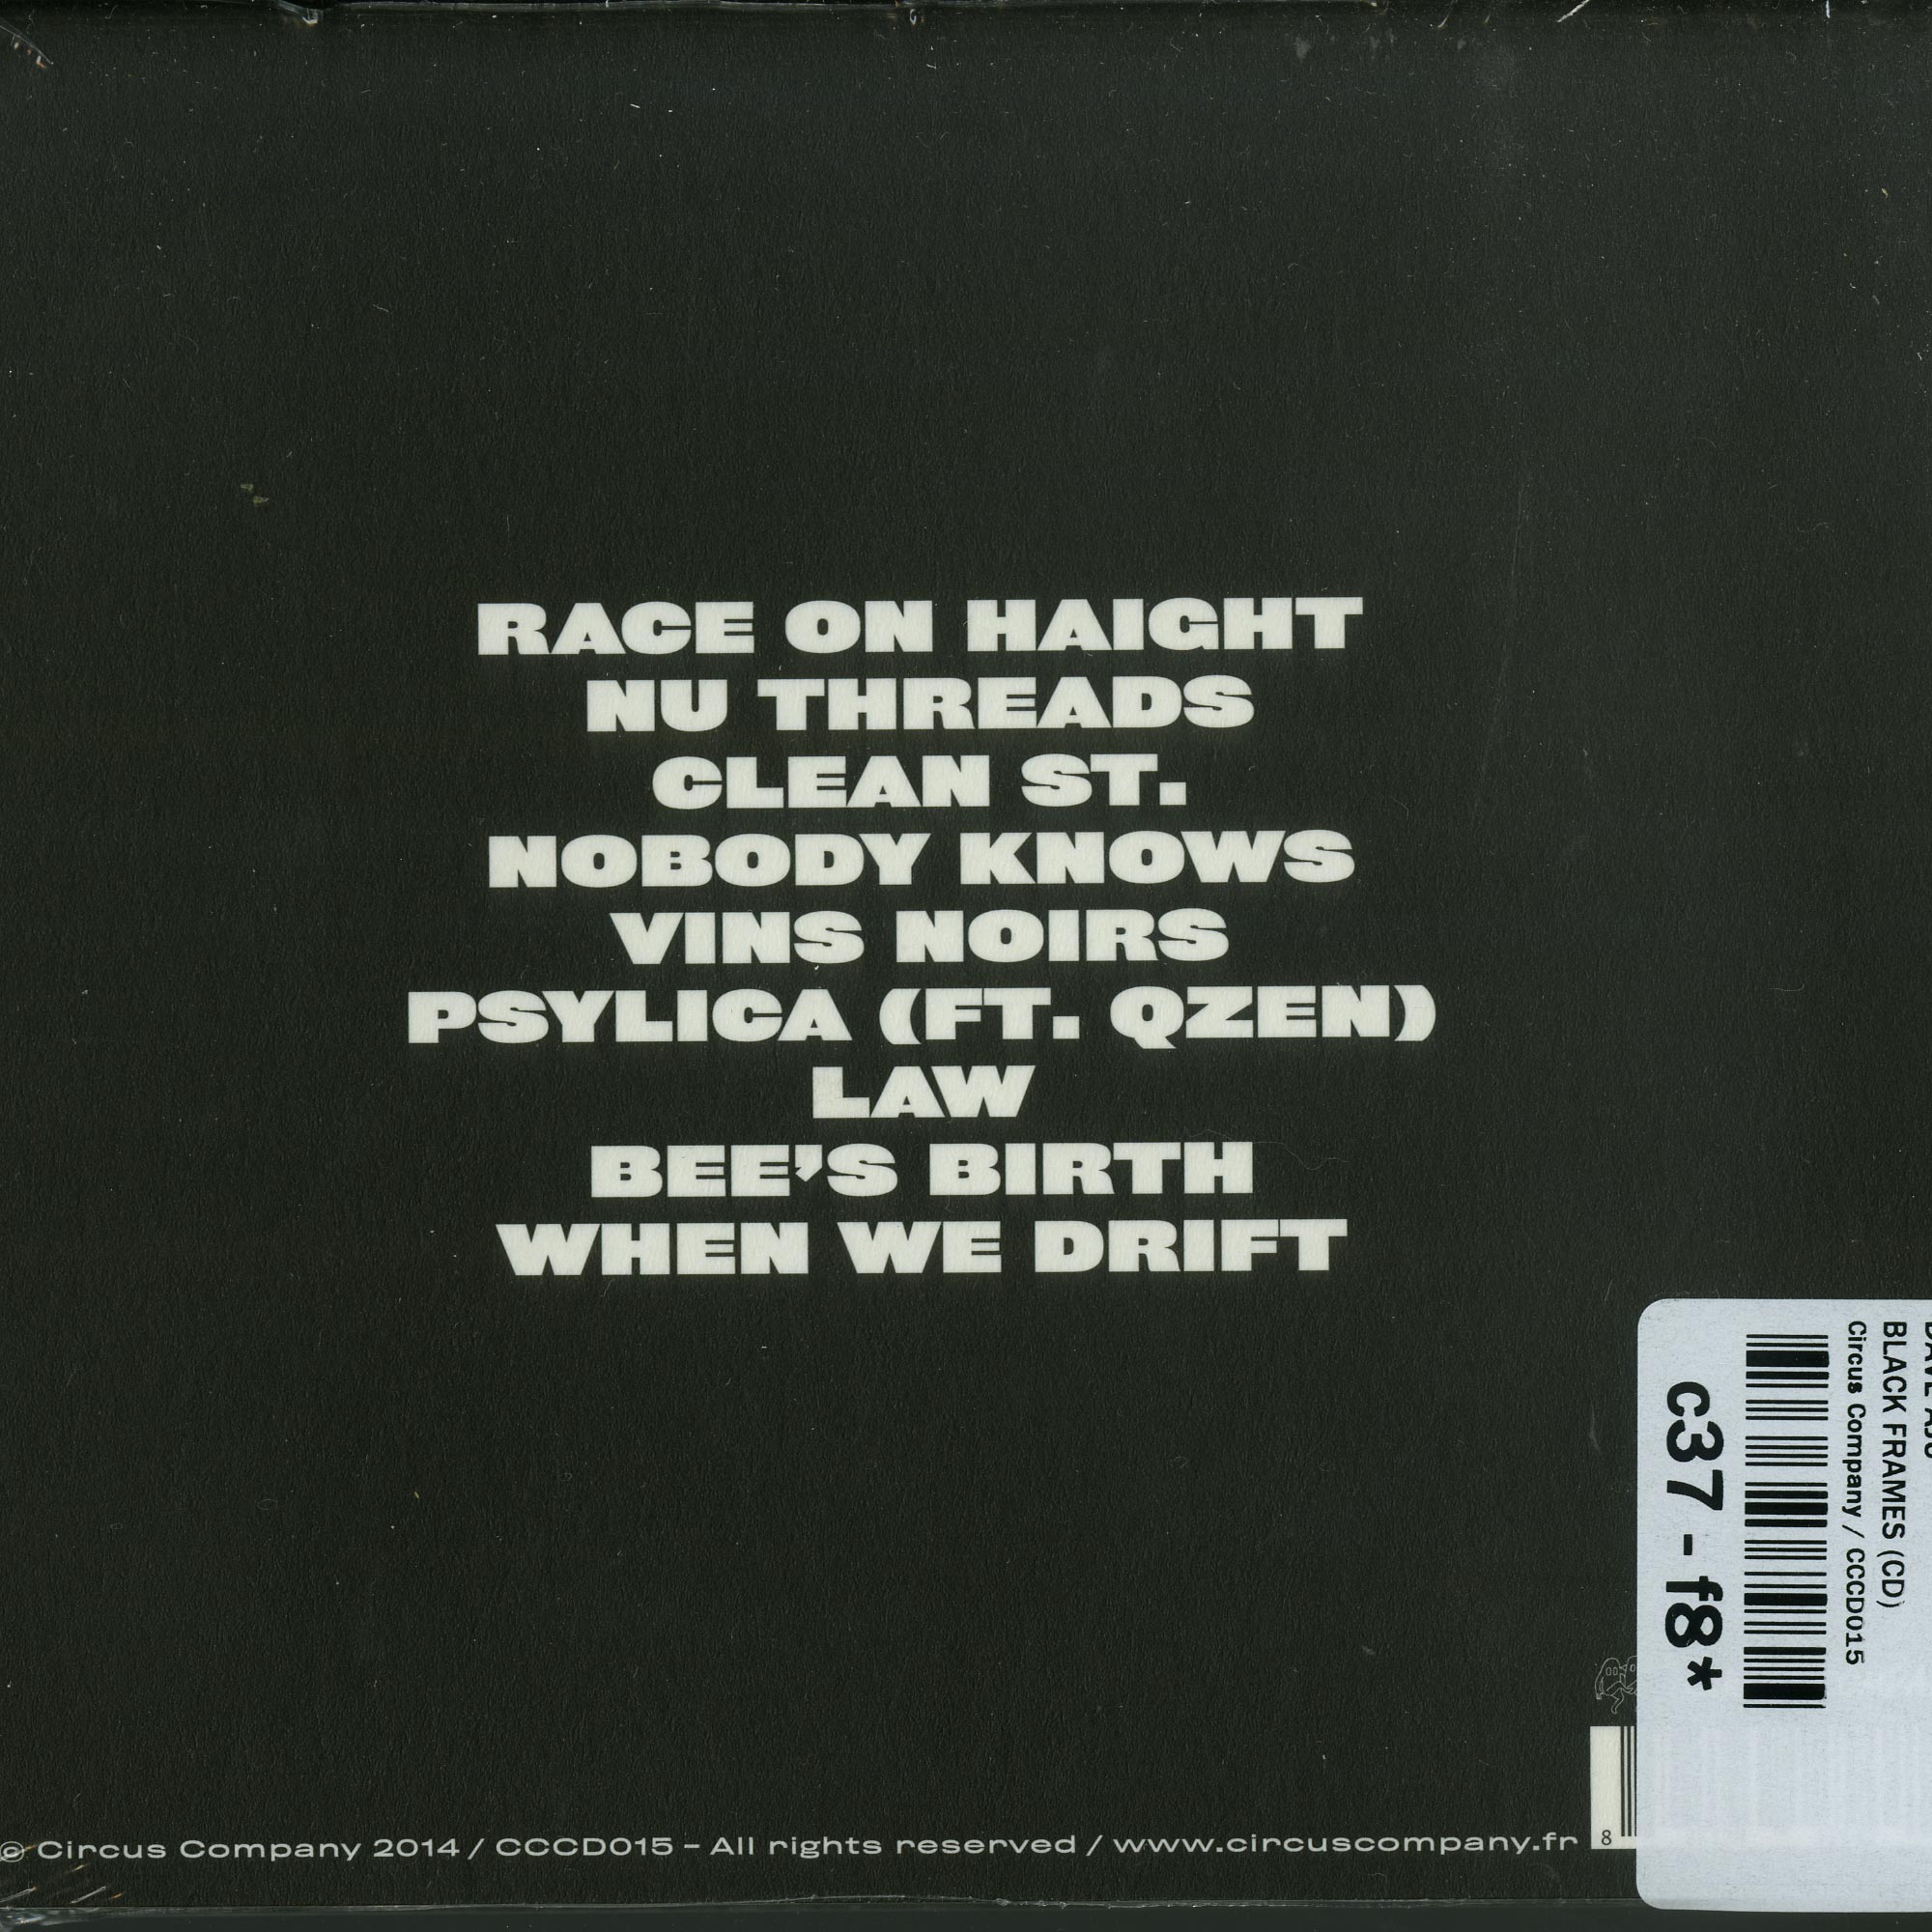 RACE ON HAIGHT
NU THREADS
CLEAN ST.
NOBODY KNOWS
VINS NOIRS
PSYLICA (FT. QZEN)
LAW
BEE'S BIRTH
WHEN WE DRIFT
BLACK FRAMES (CD)
Circus Company / CCCD015
c37 - f8*
8
© Circus Company 2014 / CCCD015 – All rights reserved / www.circuscompany.fr